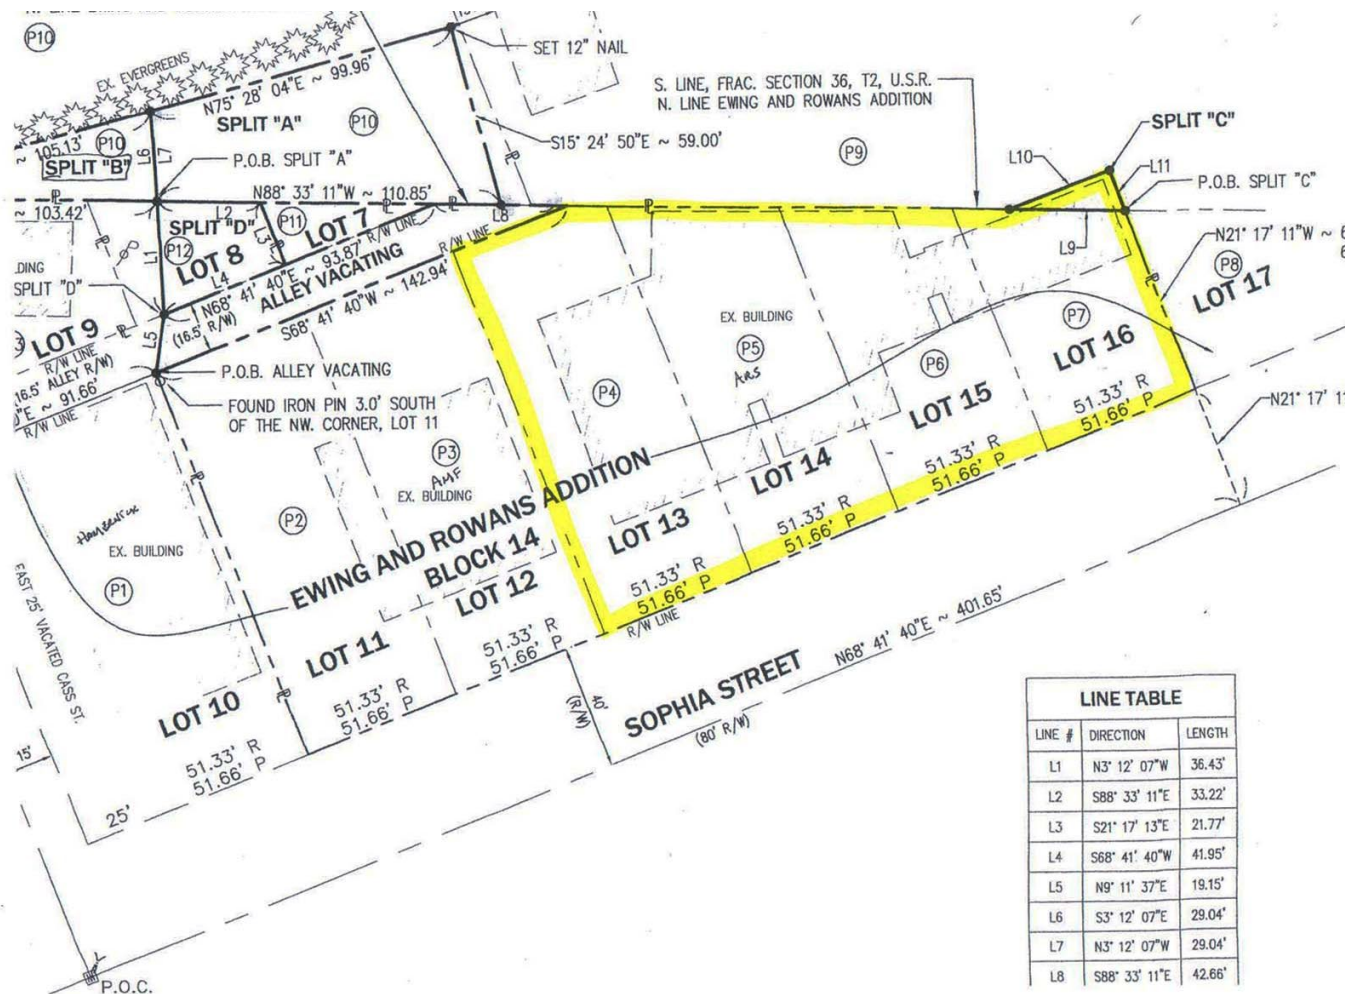 P10
EX. EVERGREENS
N75° 28' 04"E ~ 99.96'
SPLIT "A"
P10
SET 12" NAIL
S. LINE, FRAC. SECTION 36, T2, U.S.R.
N. LINE EWING AND ROWANS ADDITION
SPLIT "C"
105.13'
P10
SPLIT "B"
L6
L7
P.O.B. SPLIT "A"
S15° 24' 50"E ~ 59.00'
P9
L10
L11
P.O.B. SPLIT "C"
N88° 33' 11"W ~ 110.85'
~ 103.42'
L2
P11
LOT 7
R/W LINE
L8
R/W LINE
L9
N21° 17' 11"W ~ 6
P8
LOT 17
SPLIT "D"
P12
L3
LOT 8
L1
L4
N68° 41' 40"E ~ 93.87'
ALLEY VACATING
(16.5' R/W)
S68° 41' 40"W ~ 142.94'
SPLIT "D"
LOT 9
R/W LINE
L5
16.5' ALLEY R/W)
"E ~ 91.66'
R/W LINE
P.O.B. ALLEY VACATING
FOUND IRON PIN 3.0' SOUTH
OF THE NW. CORNER, LOT 11
EX. BUILDING
P5
ARS
P4
P6
P7
LOT 16
LOT 15
LOT 14
LOT 13
51.33' R
51.66' P
51.33' R
51.66' P
51.33' R
51.66' P
51.33' R
51.66' P
R/W LINE
N21° 17' 1
P3
AMF
EX. BUILDING
P2
EX. BUILDING
P1
EWING AND ROWANS ADDITION
BLOCK 14
LOT 12
LOT 11
LOT 10
51.33' R
51.66' P
51.33' R
51.66' P
51.33' R
51.66' P
EAST 25' VACATED CASS ST.
15'
25'
40'
(R/W)
SOPHIA STREET
(80' R/W)
N68° 41' 40"E ~ 401.65'
P.O.C.
LINE TABLE
LINE # DIRECTION LENGTH
L1 N3° 12' 07"W 36.43'
L2 S88° 33' 11"E 33.22'
L3 S21° 17' 13"E 21.77'
L4 S68° 41' 40"W 41.95'
L5 N9° 11' 37"E 19.15'
L6 S3° 12' 07"E 29.04'
L7 N3° 12' 07"W 29.04'
L8 S88° 33' 11"E 42.66'